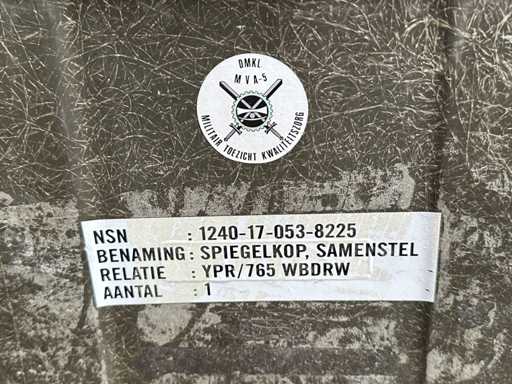 DMKL
MVA-5
MILITAIR TOEZICHT KWALITEITSZORG
NSN : 1240-17-053-8225
BENAMING : SPIEGELKOP, SAMENSTEL
RELATIE : YPR/765 WBDRW
AANTAL : 1